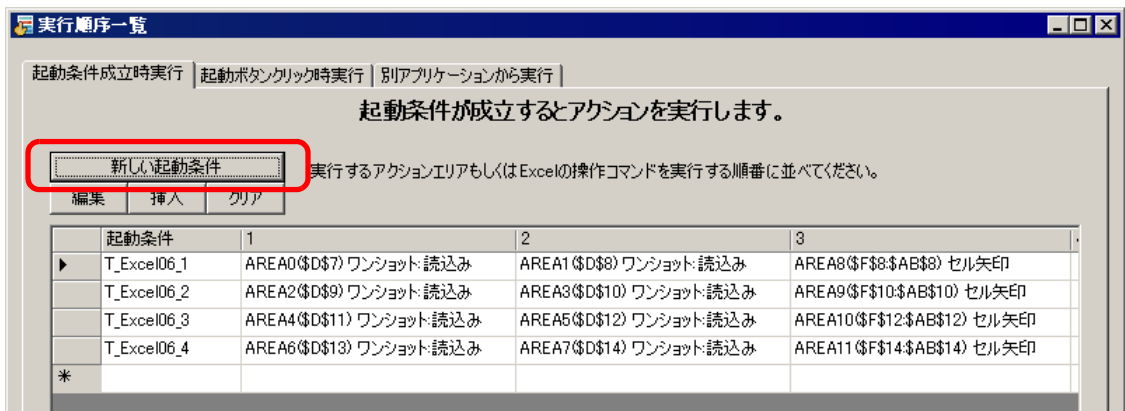 実行順序一覧
起動条件成立時実行 起動ボタンクリック時実行 別アプリケーションから実行
起動条件が成立するとアクションを実行します。
新しい起動条件 実行するアクションエリアもしくはExcelの操作コマンドを実行する順番に並べてください。
編集 挿入 クリア
起動条件 1 2 3
T_Excel06_1 AREA0($D$7) ワンショット:読込み AREA1($D$8) ワンショット:読込み AREA8($F$8:$AB$8) セル矢印
T_Excel06_2 AREA2($D$9) ワンショット:読込み AREA3($D$10) ワンショット:読込み AREA9($F$10:$AB$10) セル矢印
T_Excel06_3 AREA4($D$11) ワンショット:読込み AREA5($D$12) ワンショット:読込み AREA10($F$12:$AB$12) セル矢印
T_Excel06_4 AREA6($D$13) ワンショット:読込み AREA7($D$14) ワンショット:読込み AREA11($F$14:$AB$14) セル矢印